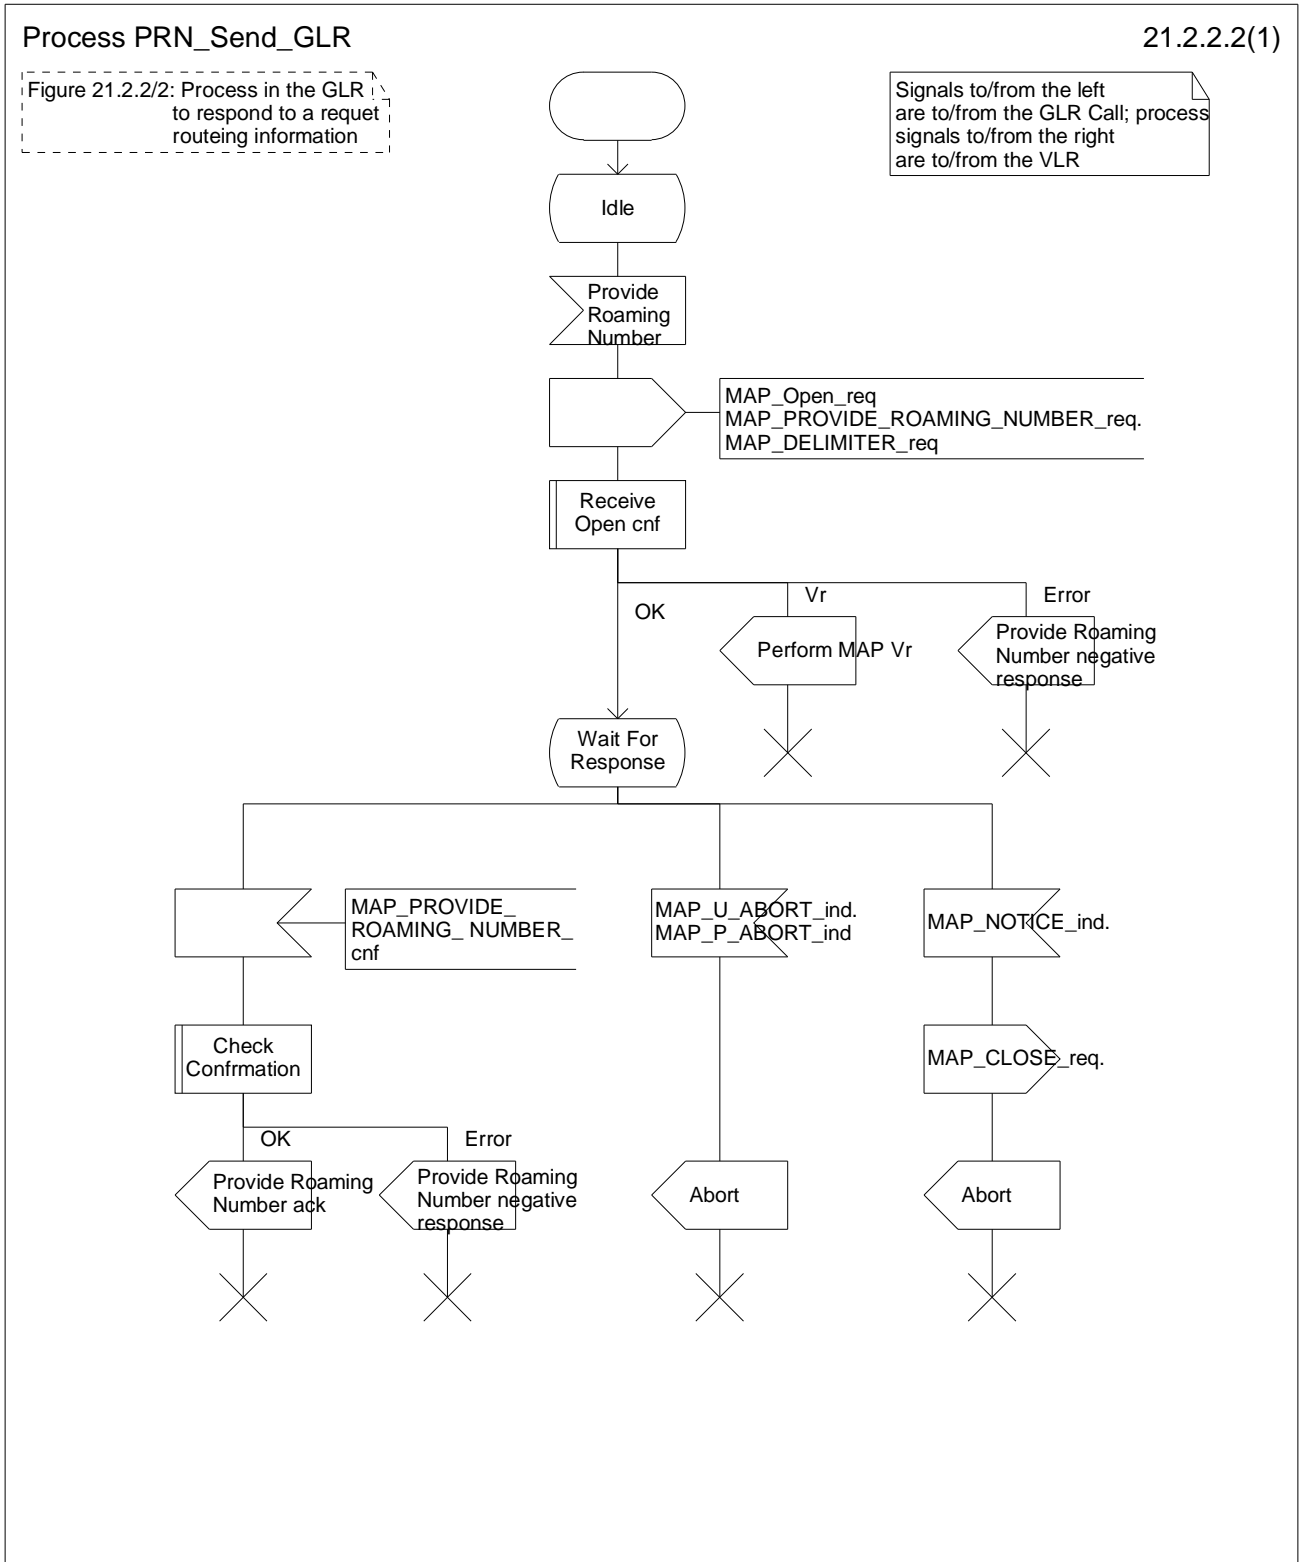 Process PRN_Send_GLR
21.2.2.2(1)
Figure 21.2.2/2: Process in the GLR
to respond to a requet
routeing information
Signals to/from the left
are to/from the GLR Call; process
signals to/from the right
are to/from the VLR
Idle
Provide
Roaming
Number
MAP_Open_req
MAP_PROVIDE_ROAMING_NUMBER_req.
MAP_DELIMITER_req
Receive
Open cnf
OK
Vr
Error
Perform MAP Vr
Provide Roaming
Number negative
response
Wait For
Response
MAP_PROVIDE_
ROAMING_ NUMBER_
cnf
MAP_U_ABORT_ind.
MAP_P_ABORT_ind
MAP_NOTICE_ind.
Check
Confrmation
MAP_CLOSE_req.
OK
Error
Provide Roaming
Number ack
Provide Roaming
Number negative
response
Abort
Abort